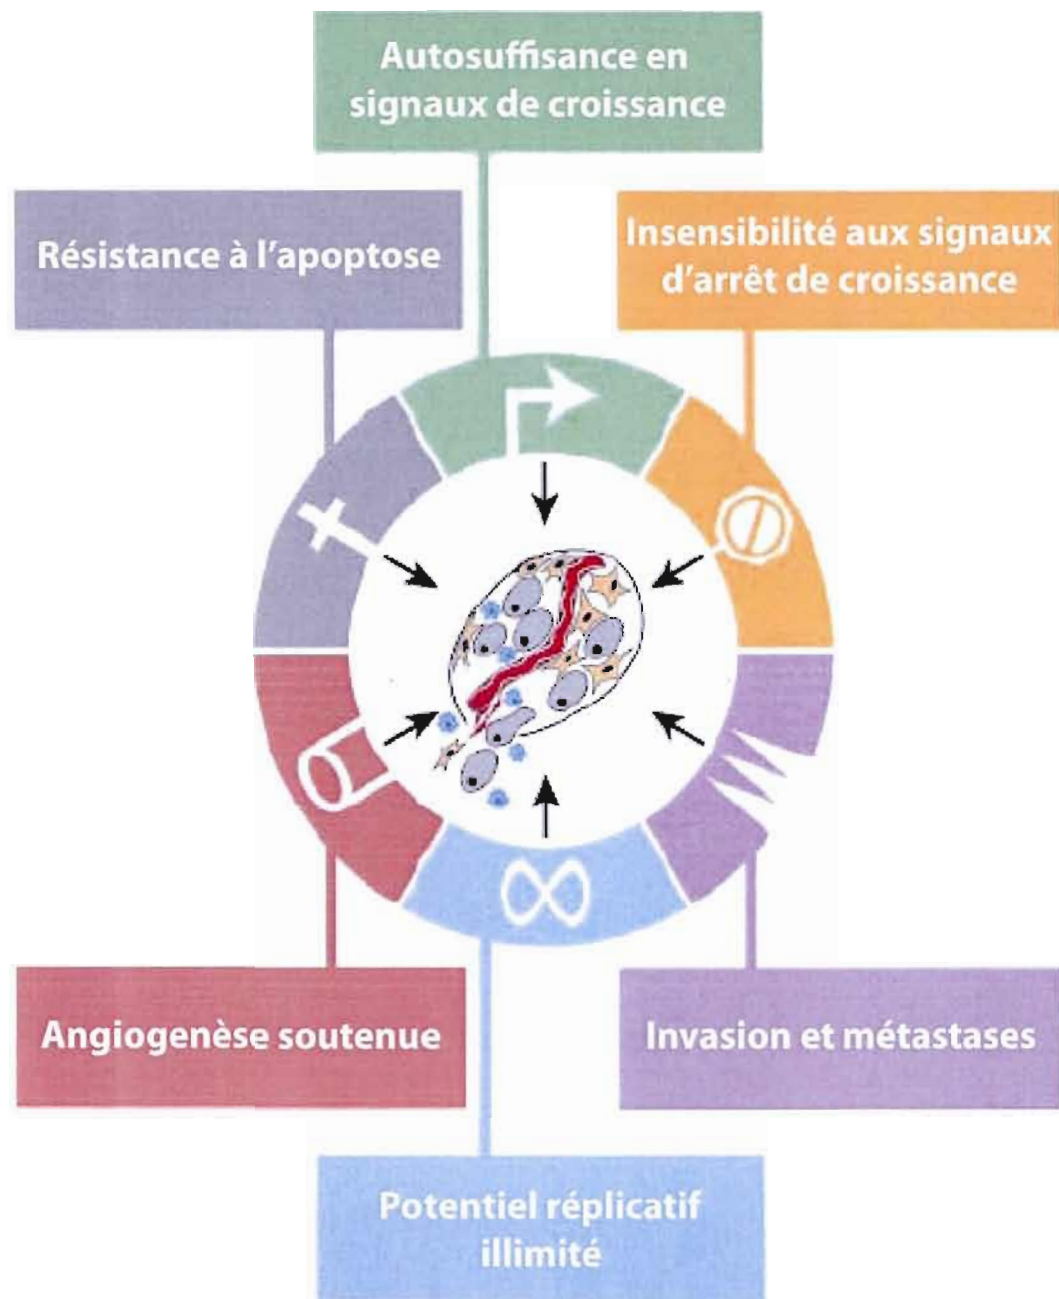 Autosuffisance en
signaux de croissance
Résistance à l'apoptose
Insensibilité aux signaux
d'arrêt de croissance
Angiogenèse soutenue
Invasion et métastases
Potentiel réplicatif
illimité